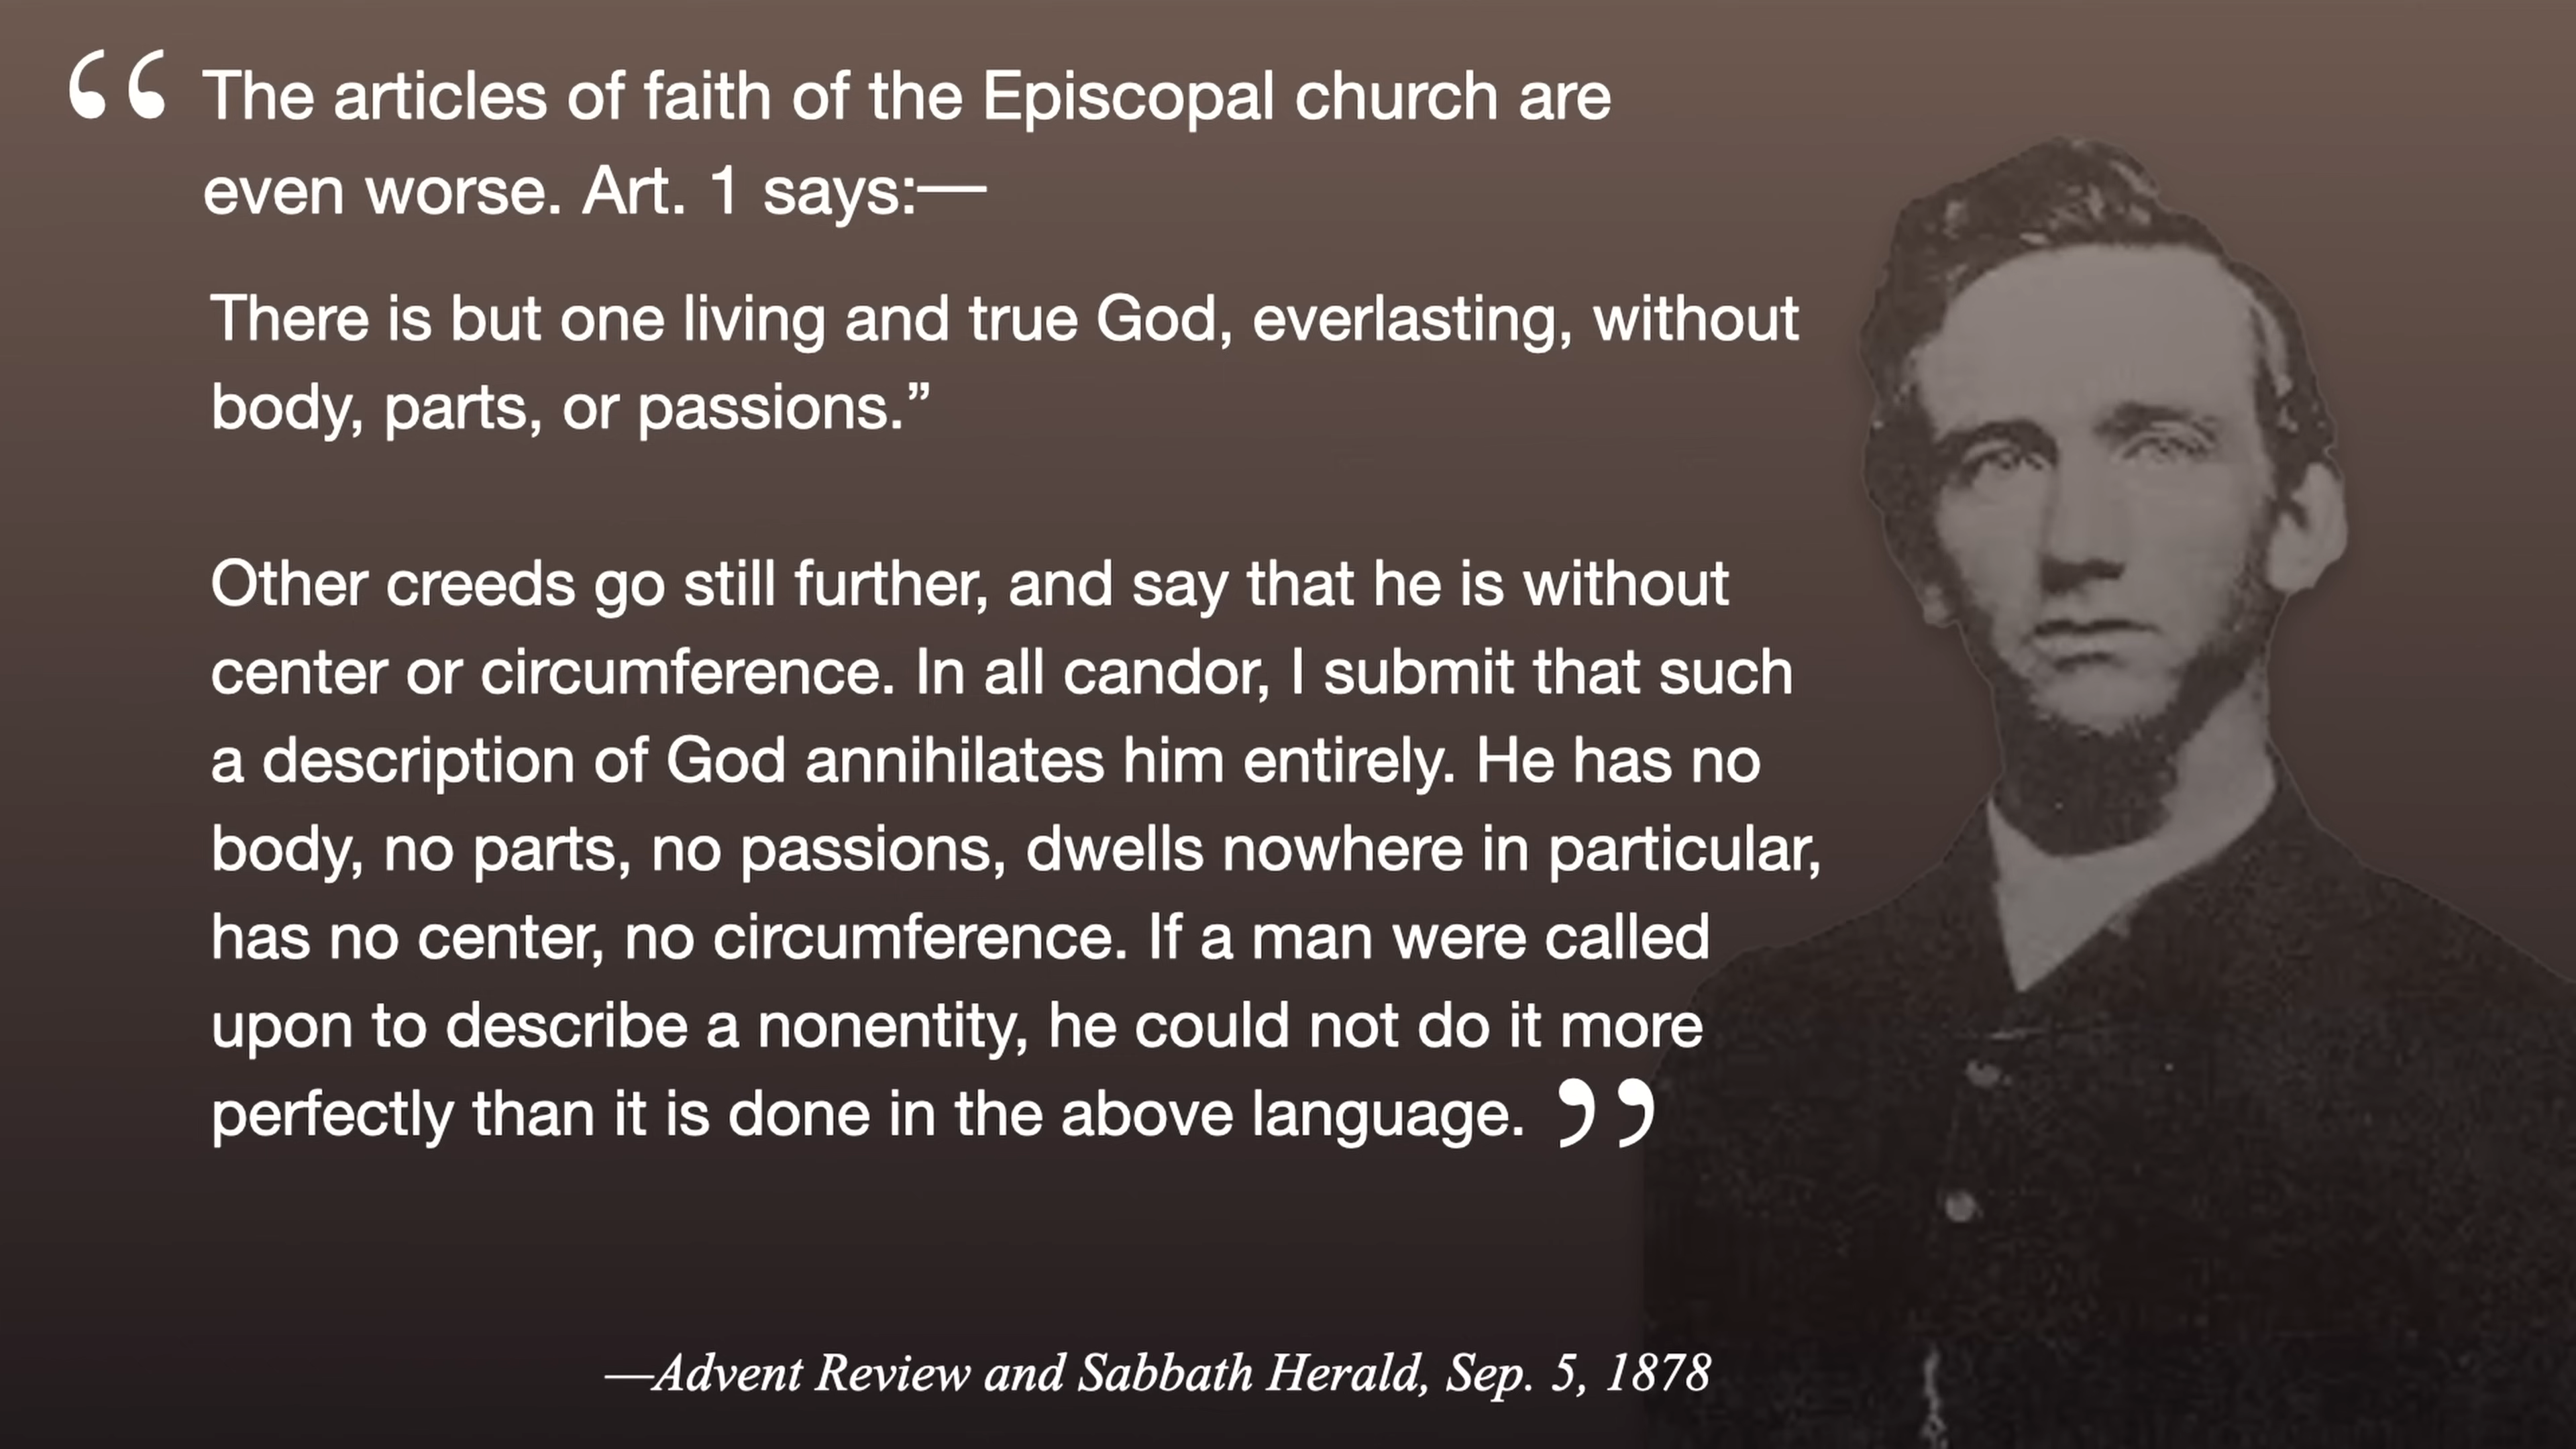 “ The articles of faith of the Episcopal church are
even worse. Art. 1 says:—
There is but one living and true God, everlasting, without
body, parts, or passions.”
Other creeds go still further, and say that he is without
center or circumference. In all candor, I submit that such
a description of God annihilates him entirely. He has no
body, no parts, no passions, dwells nowhere in particular,
has no center, no circumference. If a man were called
upon to describe a nonentity, he could not do it more
perfectly than it is done in the above language. ”
—Advent Review and Sabbath Herald, Sep. 5, 1878